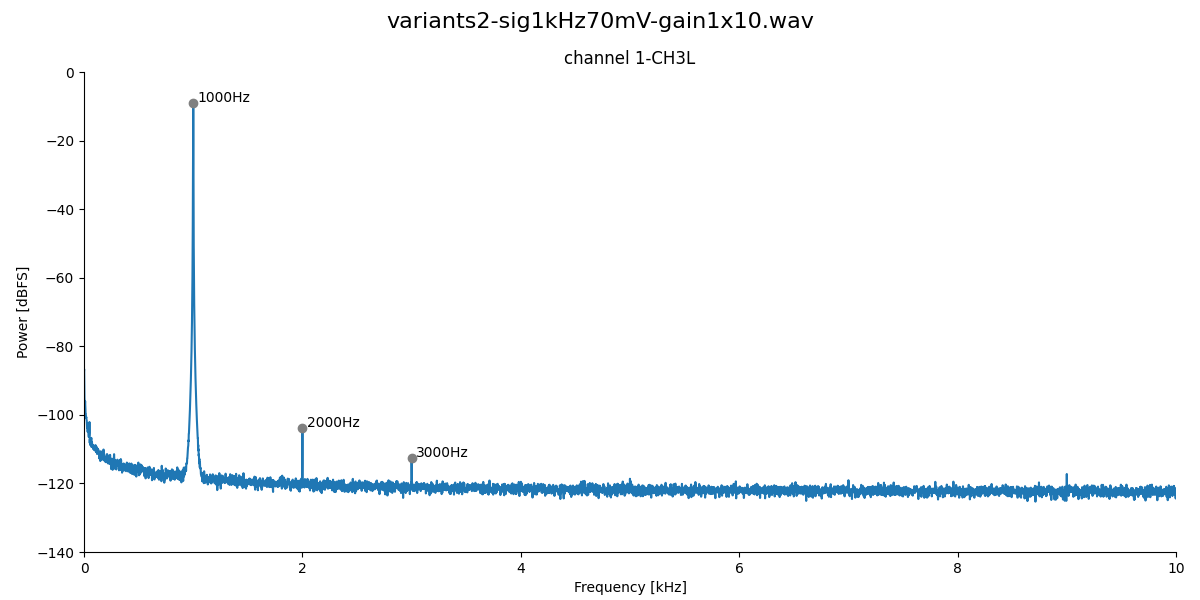 variants2-sig1kHz70mV-gain1x10.wav
channel 1-CH3L
0
−20
−40
−60
−80
−100
−120
−140
Power [dBFS]
1000Hz
2000Hz
3000Hz
0 2 4 6 8 10
Frequency [kHz]